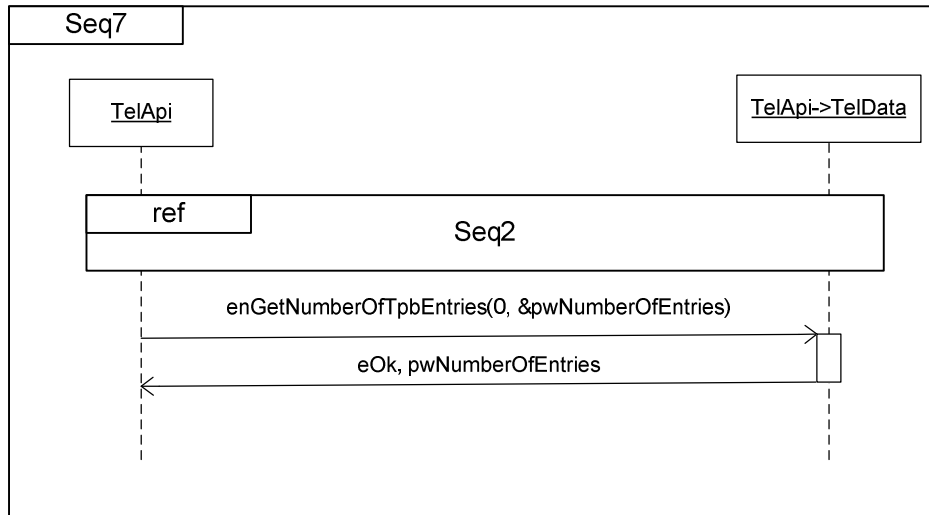 Seq7
TelApi
TelApi->TelData
ref
Seq2
enGetNumberOfTpbEntries(0, &pwNumberOfEntries)
eOk, pwNumberOfEntries